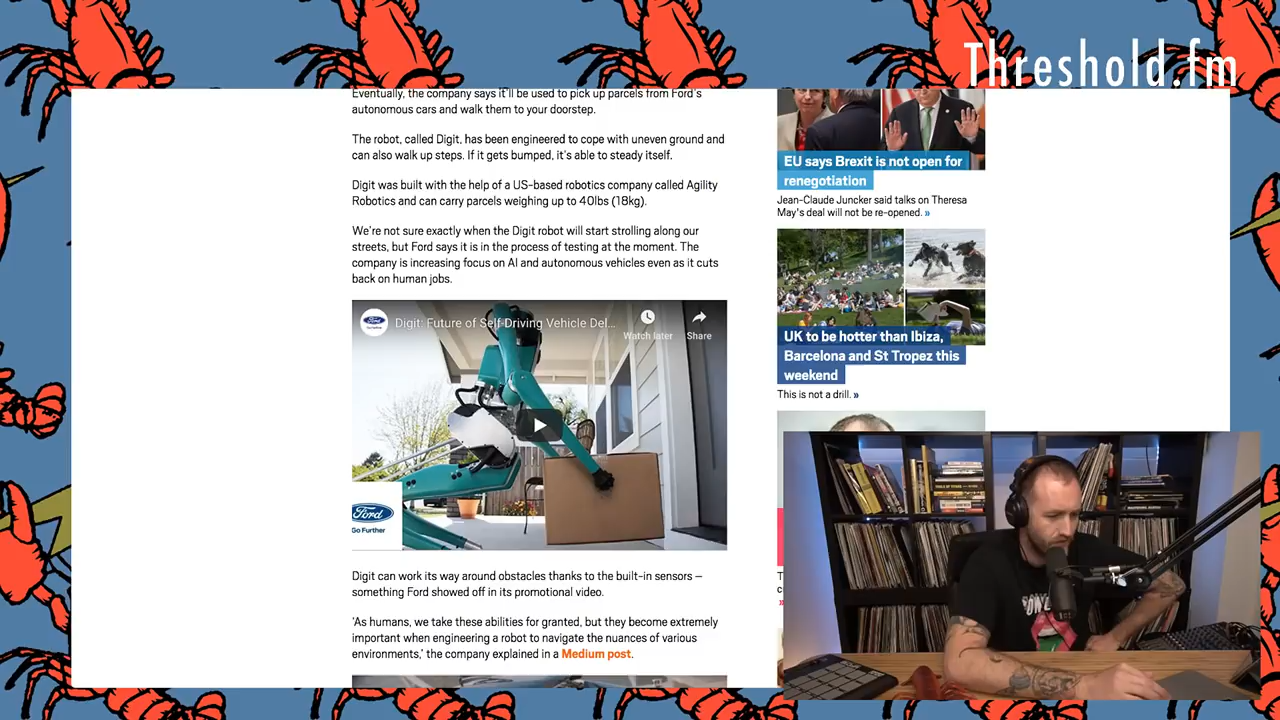 Threshold.fm
Eventually, the company says it'll be used to pick up parcels from Ford's
autonomous cars and walk them to your doorstep.
The robot, called Digit, has been engineered to cope with uneven ground and
can also walk up steps. If it gets bumped, it's able to steady itself.
Digit was built with the help of a US-based robotics company called Agility
Robotics and can carry parcels weighing up to 40lbs (18kg).
We're not sure exactly when the Digit robot will start strolling along our
streets, but Ford says it is in the process of testing at the moment. The
company is increasing focus on AI and autonomous vehicles even as it cuts
back on human jobs.
Ford
Digit: Future of Self-Driving Vehicle Del...
Watch later
Share
Ford
Go Further
Digit can work its way around obstacles thanks to the built-in sensors –
something Ford showed off in its promotional video.
'As humans, we take these abilities for granted, but they become extremely
important when engineering a robot to navigate the nuances of various
environments,' the company explained in a Medium post.
EU says Brexit is not open for
renegotiation
Jean-Claude Juncker said talks on Theresa
May's deal will not be re-opened. »
UK to be hotter than Ibiza,
Barcelona and St Tropez this
weekend
This is not a drill. »